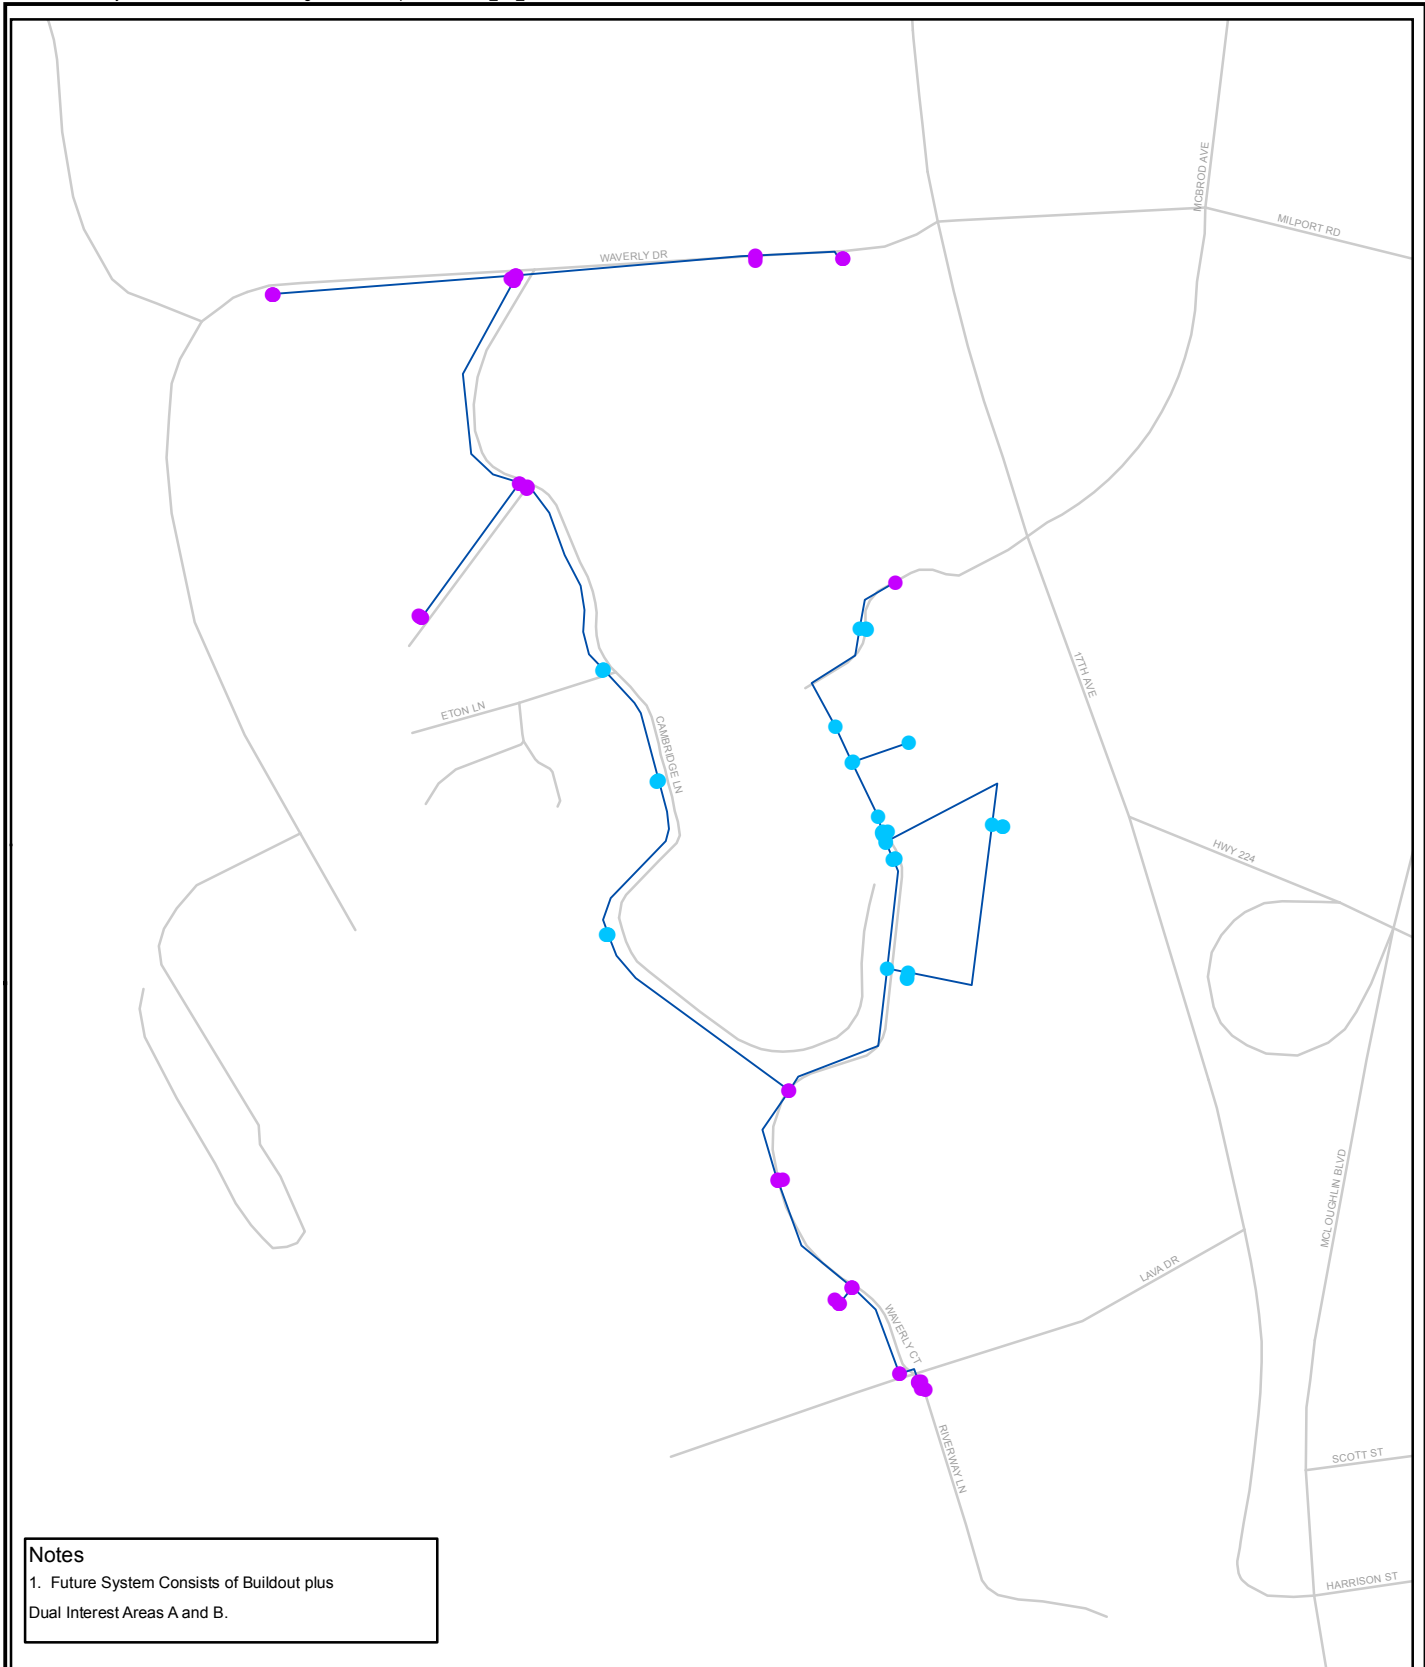 MCBROD AVE
MILPORT RD
WAVERLY DR
17TH AVE
ETON LN
CAMBRIDGE LN
HWY 224
MCLOUGHLIN BLVD
LAVA DR
WAVERLY CT
RIVERWAY LN
SCOTT ST
HARRISON ST
Notes
1. Future System Consists of Buildout plus
Dual Interest Areas A and B.